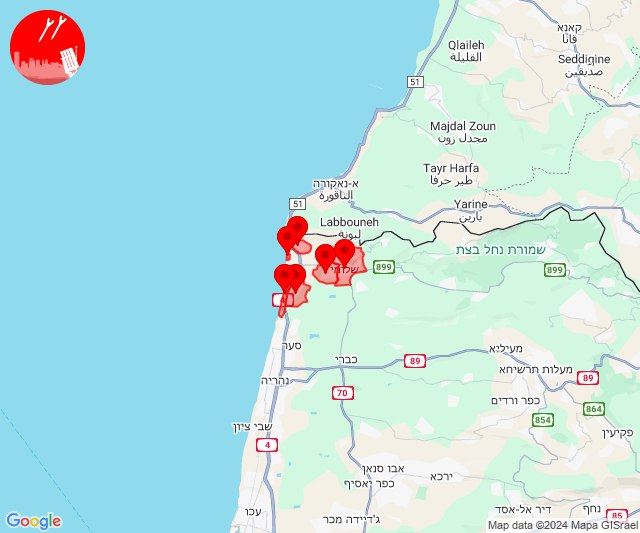 קאנא
قانا
Qlaileh
القليلة
Seddiqine
صديقين
51
Majdal Zoun
مجدل زون
Tayr Harfa
طير حرفا
א-נאקורה
الناقورة
51
Yarine
يارين
Labbouneh
لبونة
שמורת נחל בצת
שלומי
899
899
4
סער
כברי
89
מעיליא
מעלות תרשיחא
89
נהריה
70
כפר ורדים
864
854
פקיעין
שבי ציון
4
אבו סנאן
ירכא
כפר יאסיף
עכו
ג'דיידה מכר
דיר אל-אסד
נחף
85
Google
Map data ©2024 Mapa GISrael